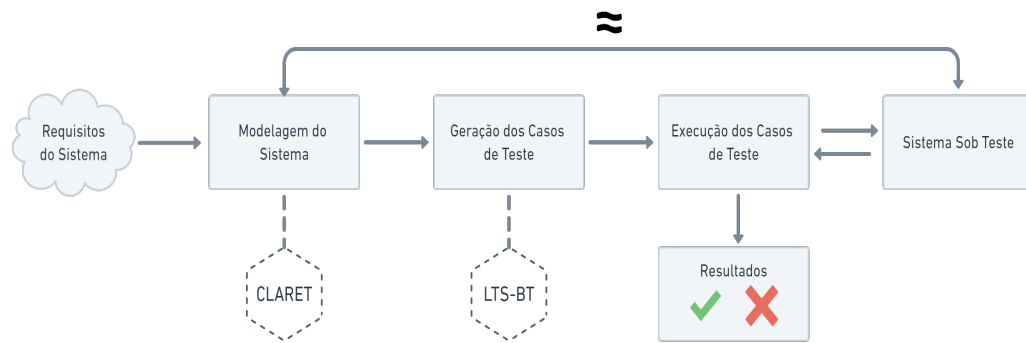 ≈
Requisitos
do Sistema
Modelagem do
Sistema
Geração dos Casos
de Teste
Execução dos Casos
de Teste
Sistema Sob Teste
CLARET
LTS-BT
Resultados